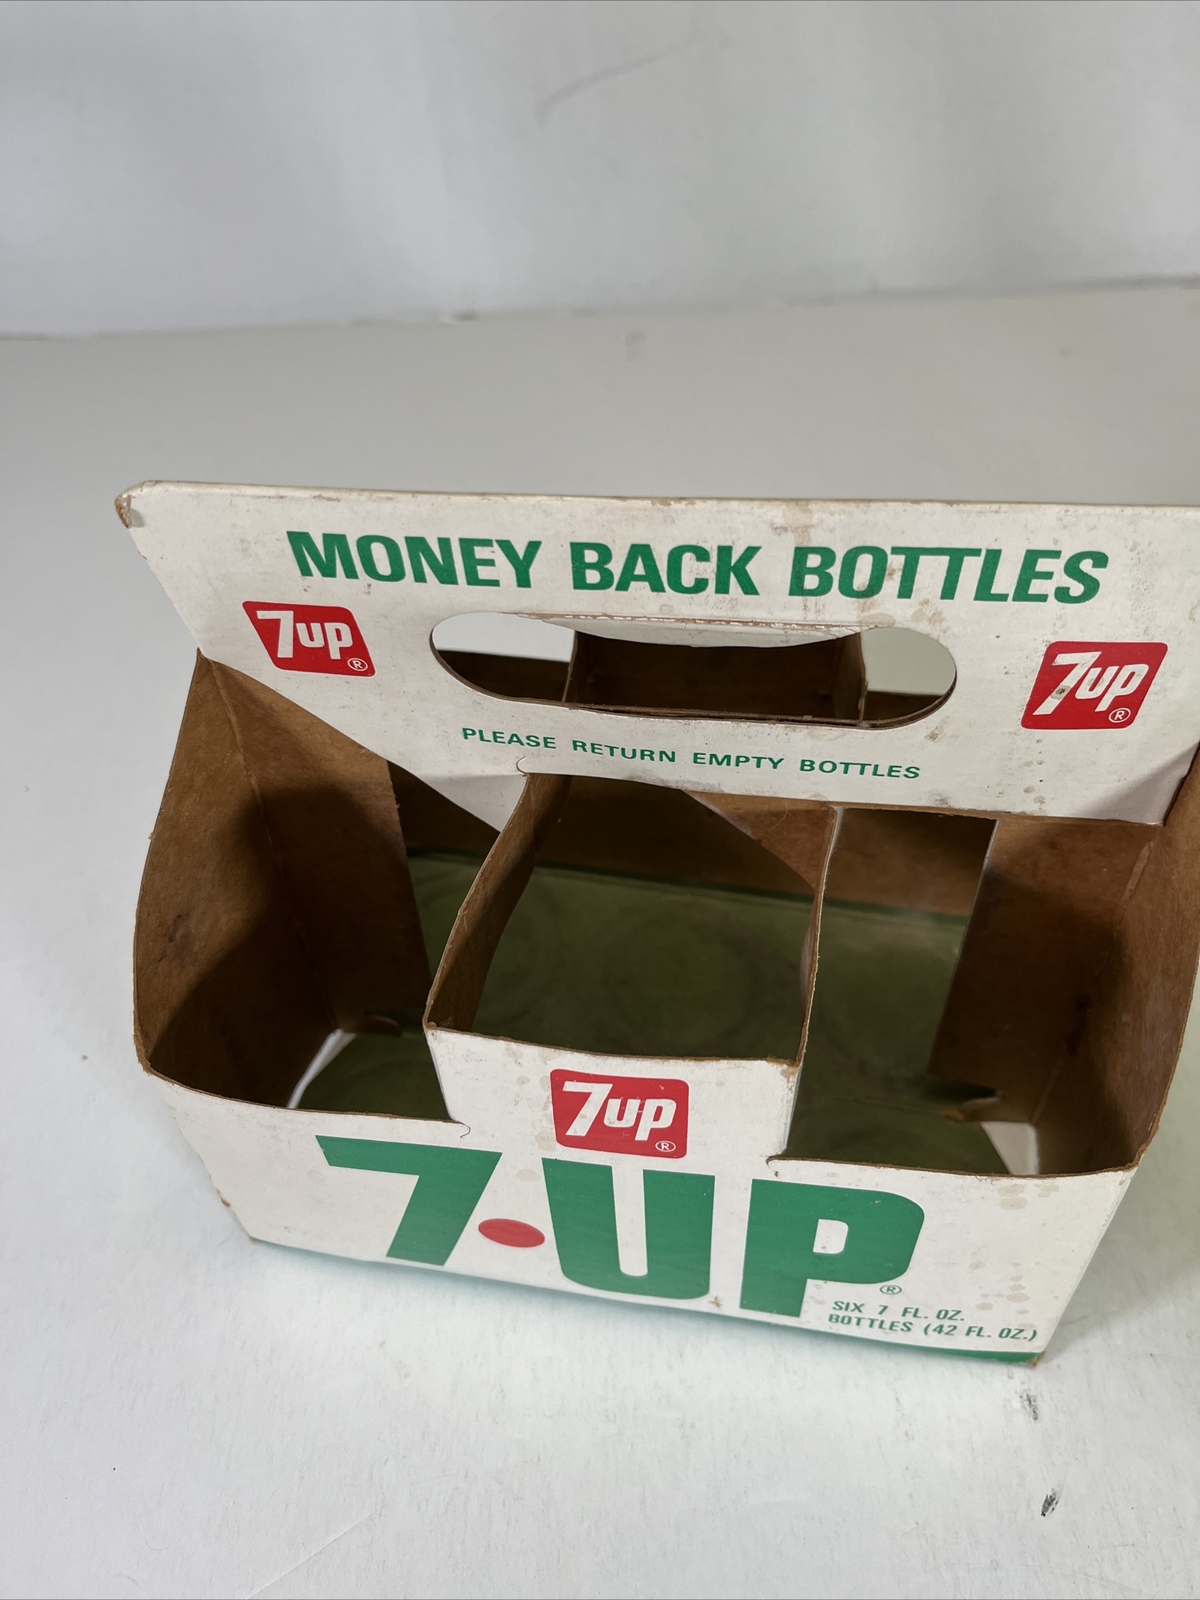 MONEY BACK BOTTLES
7up®
7up®
PLEASE RETURN EMPTY BOTTLES
7up®
7·UP®
SIX 7 FL. OZ.
BOTTLES (42 FL. OZ.)